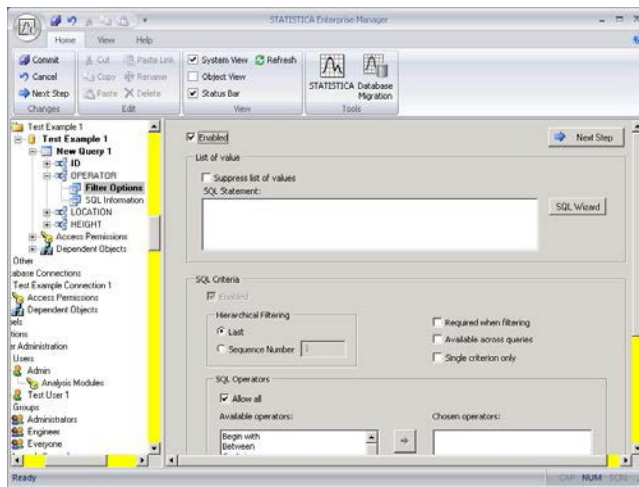 STATISTICA Enterprise Manager
Home View Help
Commit
Cancel
Next Step
Changes
Cut
Copy
Paste
Paste Link
Rename
Delete
Edit
System View
Refresh
Object View
Status Bar
View
STATISTICA
Database Migration
Tools
Test Example 1
Test Example 1
New Query 1
ID
OPERATOR
Filter Options
SQL Information
LOCATION
HEIGHT
Access Permissions
Dependent Objects
Other
abase Connections
Test Example Connection 1
Access Permissions
Dependent Objects
els
tions
er Administration
Users
Admin
Analysis Modules
Test User 1
Groups
Administrators
Engineer
Everyone
Enabled
Next Step
List of value
Suppress list of values
SQL Statement:
SQL Wizard
SQL Criteria
Enabled
Hierarchical Filtering
Last
Sequence Number 1
Required when filtering
Available across queries
Single criterion only
SQL Operators
Allow all
Available operators:
Chosen operators:
Begin with
Between
Ready
CAP NUM SCRL